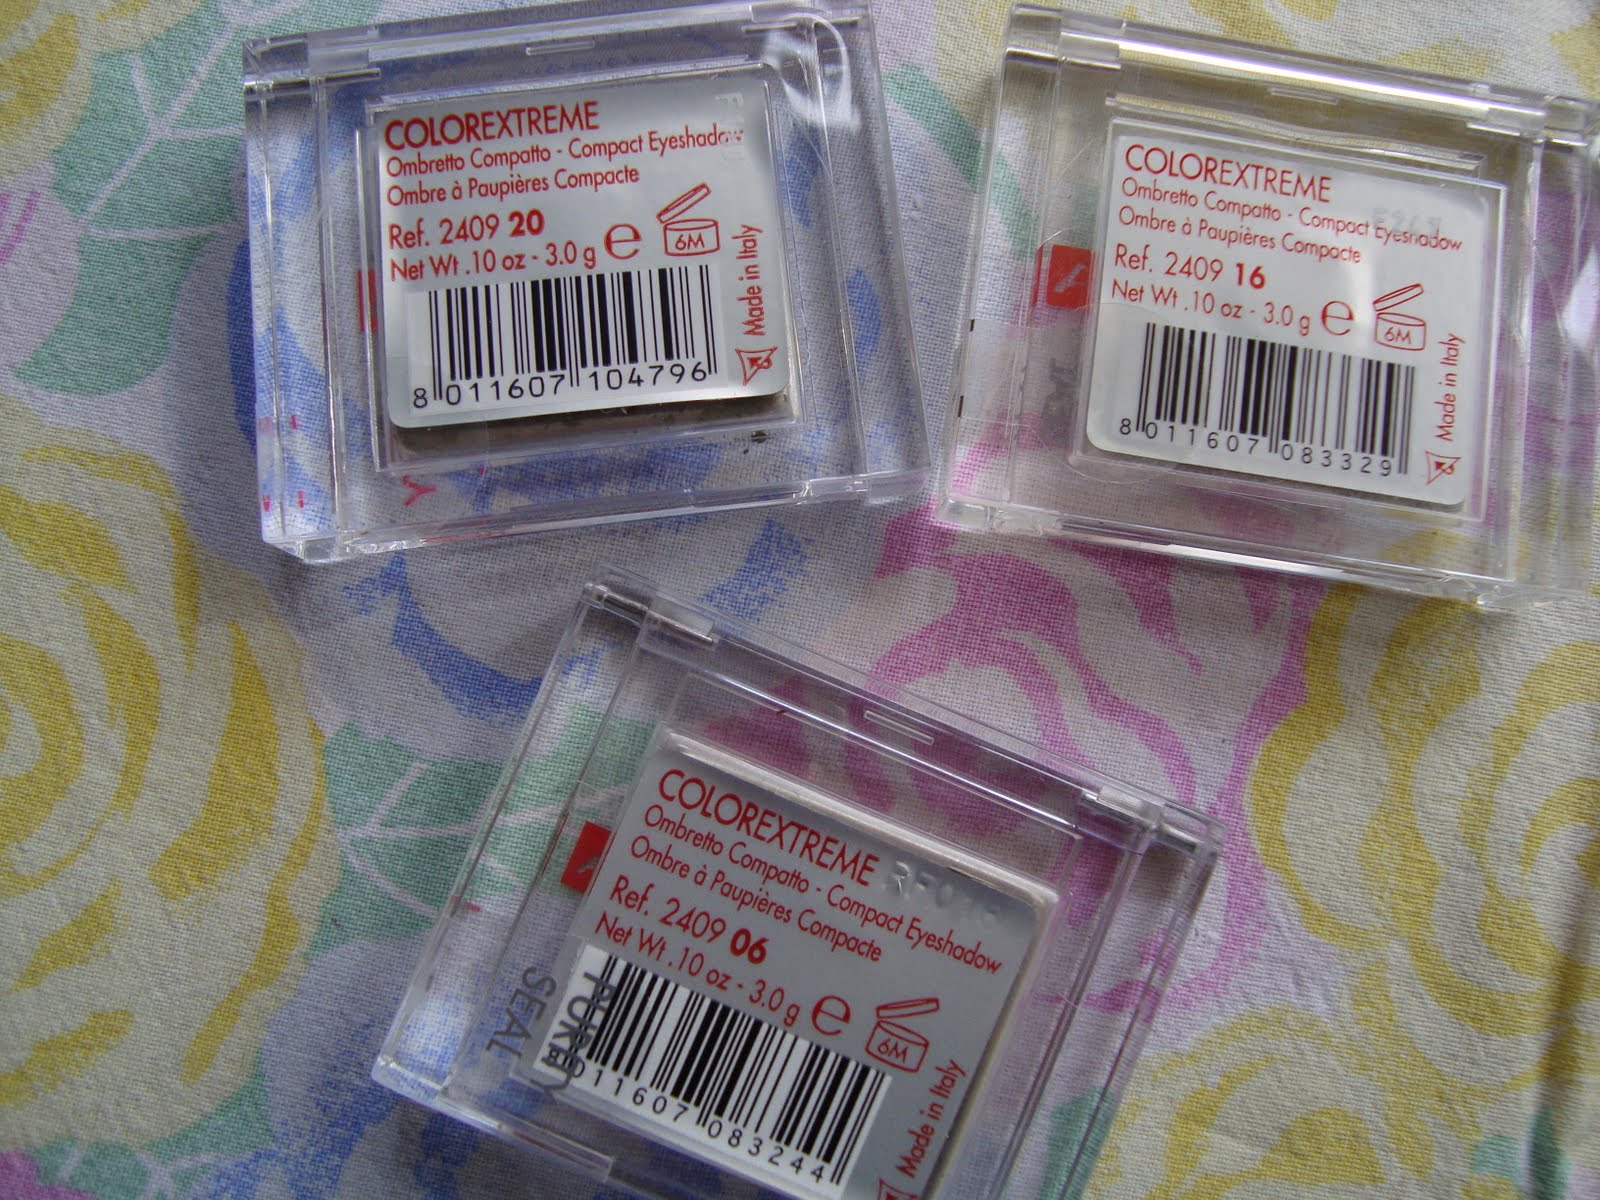 COLOREXTREME
Ombretto Compatto - Compact Eyeshadow
Ombre à Paupières Compacte
Ref. 2409 20
Net Wt .10 oz - 3.0 g e
6M
Made in Italy
8 011607 104796
COLOREXTREME
Ombretto Compatto - Compact Eyeshadow
Ombre à Paupières Compacte
Ref. 2409 16
Net Wt .10 oz - 3.0 g e
6M
Made in Italy
8 011607 083329
COLOREXTREME
Ombretto Compatto - Compact Eyeshadow
Ombre à Paupières Compacte
Ref. 2409 06
Net Wt .10 oz - 3.0 g e
6M
Made in Italy
PURITY
SEAL
8 011607 083244